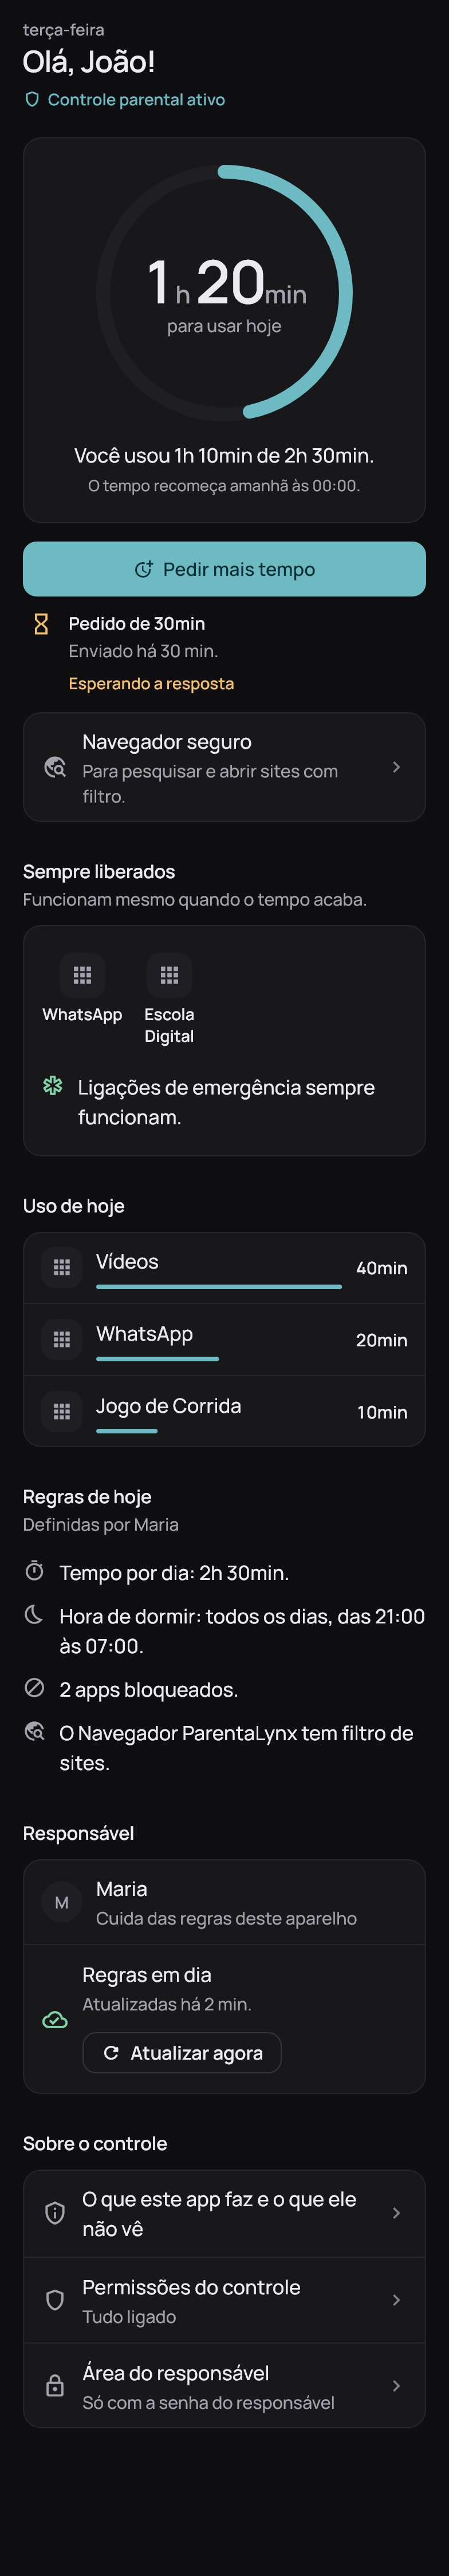 terça-feira
Olá, João!
Controle parental ativo
1 h 20min
para usar hoje
Você usou 1h 10min de 2h 30min.
O tempo recomeça amanhã às 00:00.
Pedir mais tempo
Pedido de 30min
Enviado há 30 min.
Esperando a resposta
Navegador seguro
Para pesquisar e abrir sites com
filtro.
Sempre liberados
Funcionam mesmo quando o tempo acaba.
WhatsApp
Escola
Digital
Ligações de emergência sempre
funcionam.
Uso de hoje
Vídeos
40min
WhatsApp
20min
Jogo de Corrida
10min
Regras de hoje
Definidas por Maria
Tempo por dia: 2h 30min.
Hora de dormir: todos os dias, das 21:00
às 07:00.
2 apps bloqueados.
O Navegador ParentaLynx tem filtro de
sites.
Responsável
M
Maria
Cuida das regras deste aparelho
Regras em dia
Atualizadas há 2 min.
Atualizar agora
Sobre o controle
O que este app faz e o que ele
não vê
Permissões do controle
Tudo ligado
Área do responsável
Só com a senha do responsável